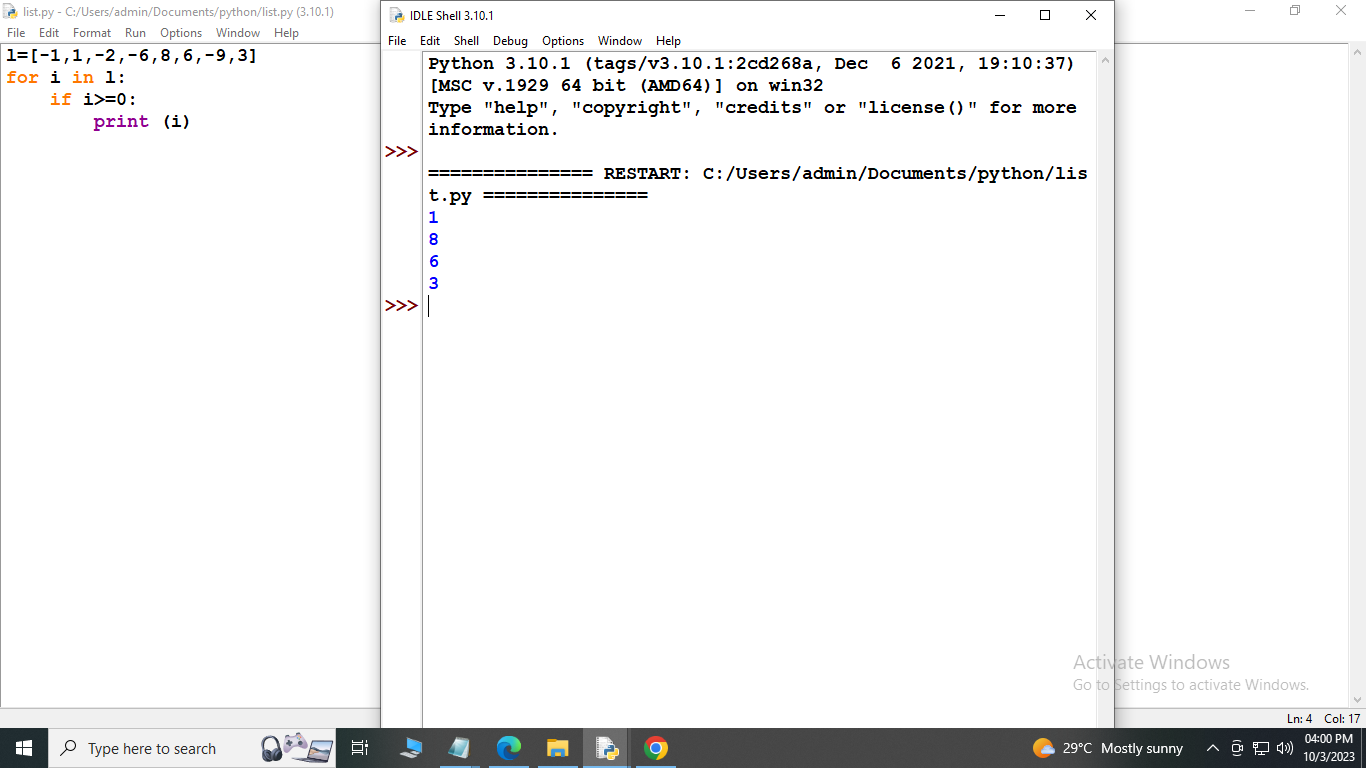 list.py - C:/Users/admin/Documents/python/list.py (3.10.1)
File Edit Format Run Options Window Help
l=[-1,1,-2,-6,8,6,-9,3]
for i in l:
    if i>=0:
        print (i)
IDLE Shell 3.10.1
File Edit Shell Debug Options Window Help
Python 3.10.1 (tags/v3.10.1:2cd268a, Dec  6 2021, 19:10:37)
[MSC v.1929 64 bit (AMD64)] on win32
Type "help", "copyright", "credits" or "license()" for more
information.
>>>
=============== RESTART: C:/Users/admin/Documents/python/lis
t.py ===============
1
8
6
3
>>>
Activate Windows
Go to Settings to activate Windows.
Ln: 4 Col: 17
Type here to search
29°C Mostly sunny
04:00 PM
10/3/2023